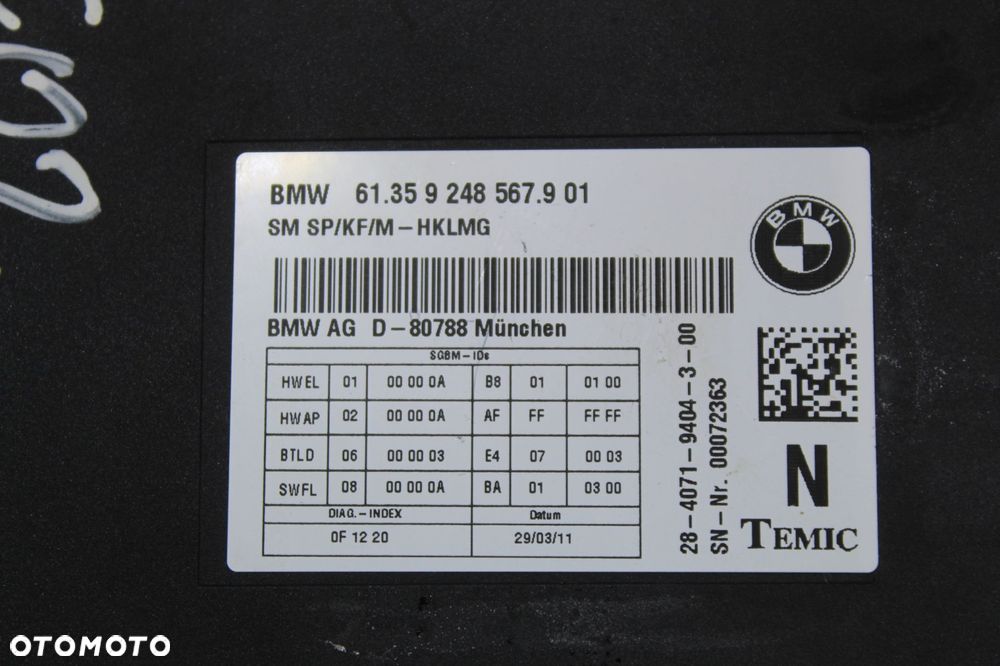 BMW 61.35 9 248 567.9 01
SM SP/KF/M-HKLMG
BMW
BMW AG D-80788 München
SGBM-IDs
HWEL 01 00 00 0A B8 01 01 00
HWAP 02 00 00 0A AF FF FF FF
BTLD 06 00 00 03 E4 07 00 03
SWFL 08 00 00 0A BA 01 03 00
DIAG.-INDEX Datum
0F 12 20 29/03/11
28-4071-9404-3-00
SN-Nr. 00072363
N
TEMIC
OTOMOTO